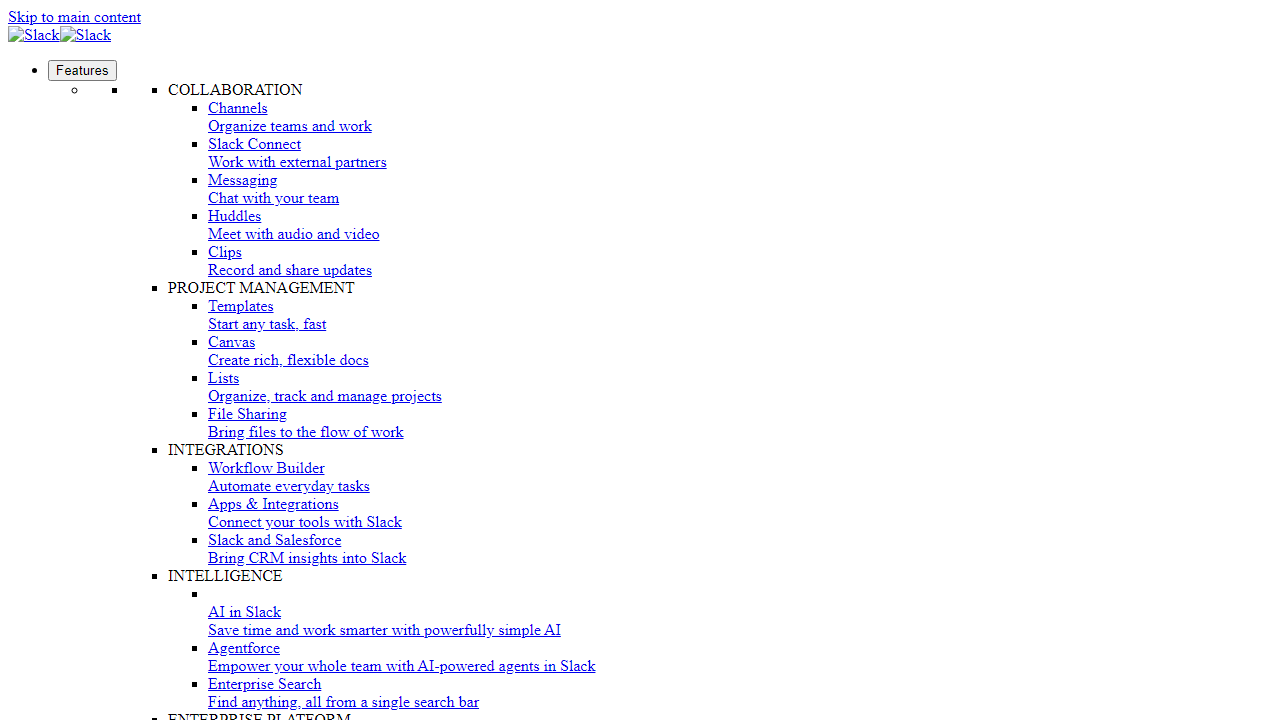 Skip to main content
Slack Slack
Features
COLLABORATION
Channels
Organize teams and work
Slack Connect
Work with external partners
Messaging
Chat with your team
Huddles
Meet with audio and video
Clips
Record and share updates
PROJECT MANAGEMENT
Templates
Start any task, fast
Canvas
Create rich, flexible docs
Lists
Organize, track and manage projects
File Sharing
Bring files to the flow of work
INTEGRATIONS
Workflow Builder
Automate everyday tasks
Apps & Integrations
Connect your tools with Slack
Slack and Salesforce
Bring CRM insights into Slack
INTELLIGENCE
AI in Slack
Save time and work smarter with powerfully simple AI
Agentforce
Empower your whole team with AI-powered agents in Slack
Enterprise Search
Find anything, all from a single search bar
ENTERPRISE PLATFORM